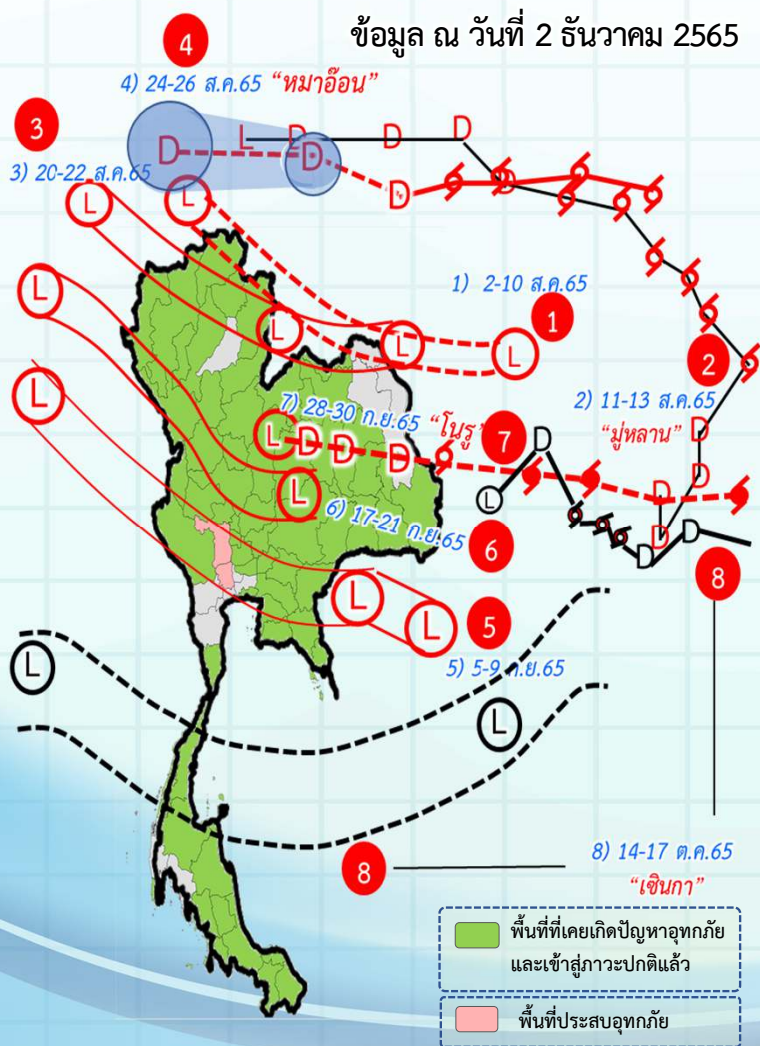 ข้อมูล ณ วันที่ 2 ธันวาคม 2565
4
4) 24-26 ส.ค.65 “หมาอ๊อน”
3
3) 20-22 ส.ค.65
D
L
D
D
D
D
D
D
L
L
1) 2-10 ส.ค.65
1
L
L
L
L
2
2) 11-13 ส.ค.65
“มู่หลาน”
7) 28-30 ก.ย.65 “โนรู”
7
L
D
D
D
D
D
D
L
L
L
D
D
6) 17-21 ก.ย.65
6
D
D
8
L
L
5
5) 5-9 ก.ย.65
L
L
8
8) 14-17 ต.ค.65
“เซินกา”
พื้นที่ที่เคยเกิดปัญหาอุทกภัย
และเข้าสู่ภาวะปกติแล้ว
พื้นที่ประสบอุทกภัย